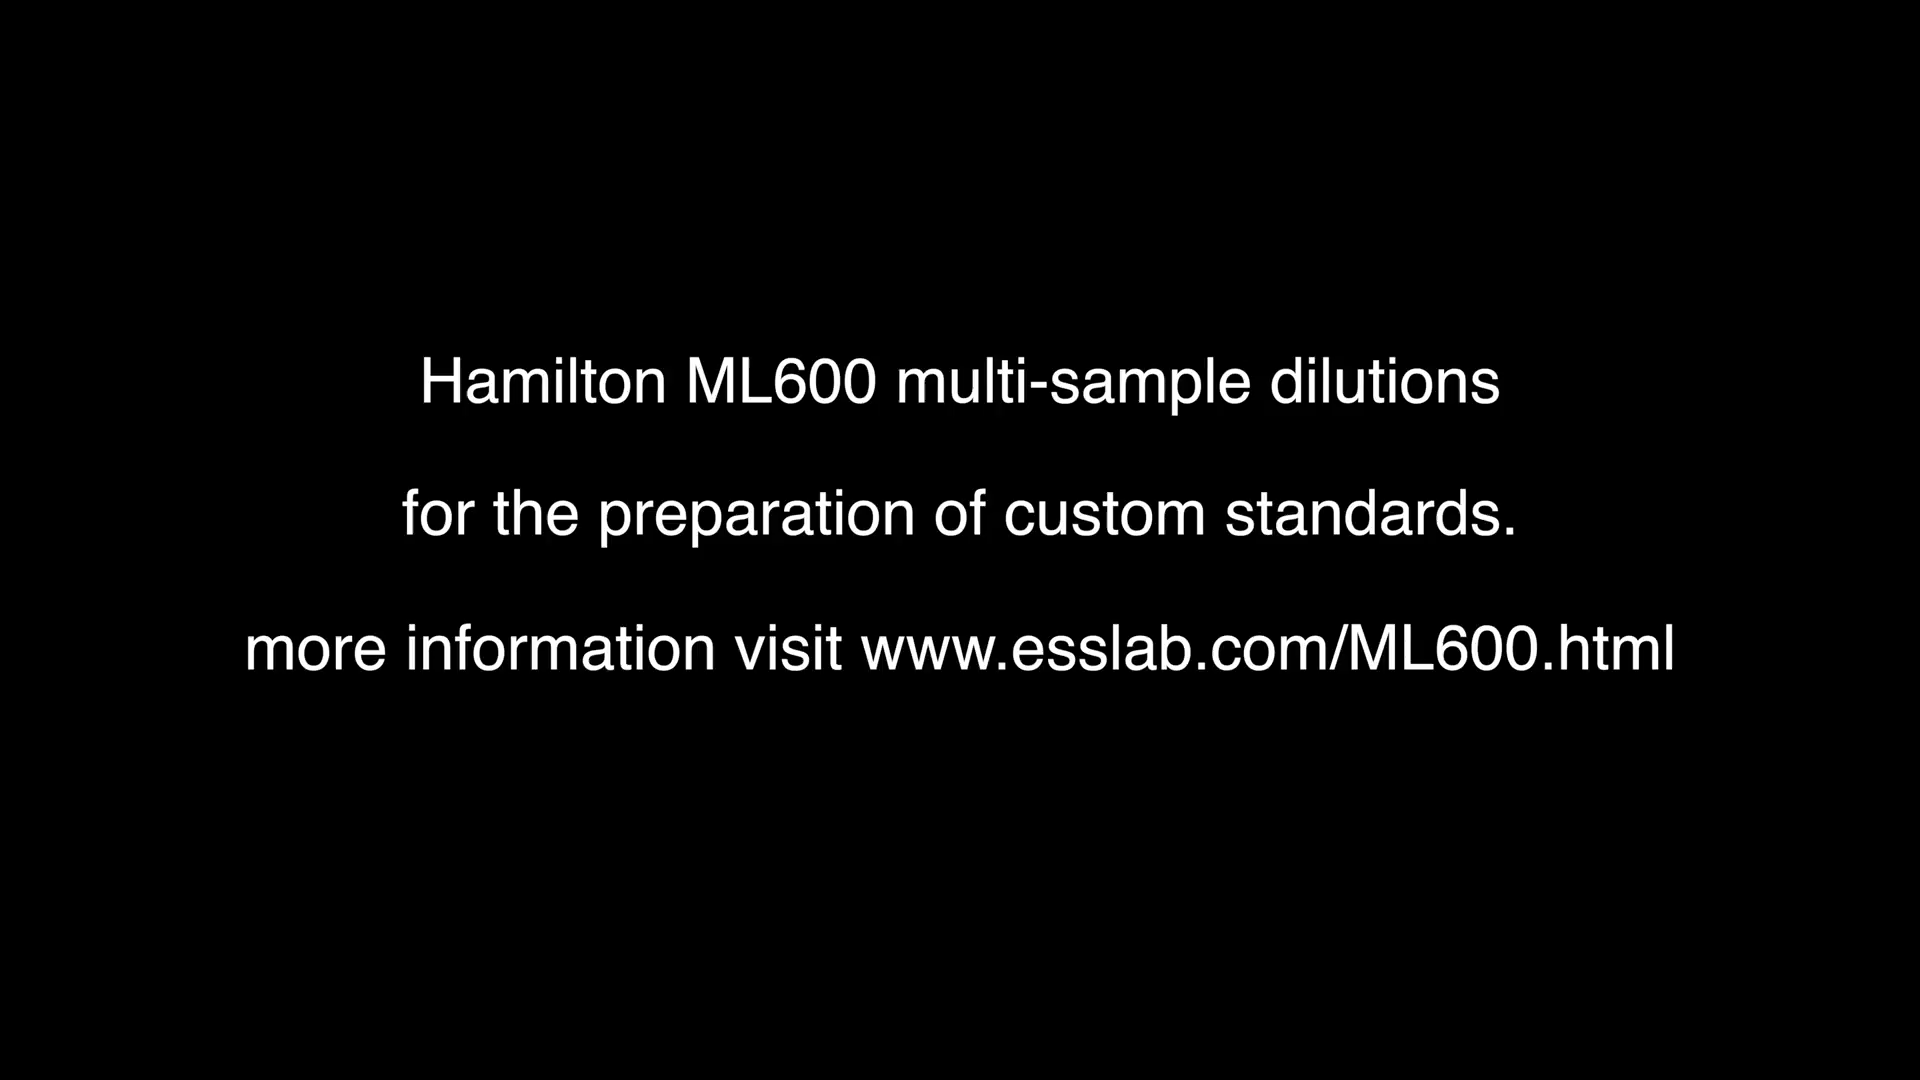 Hamilton ML600 multi-sample dilutions
for the preparation of custom standards.
more information visit www.esslab.com/ML600.html